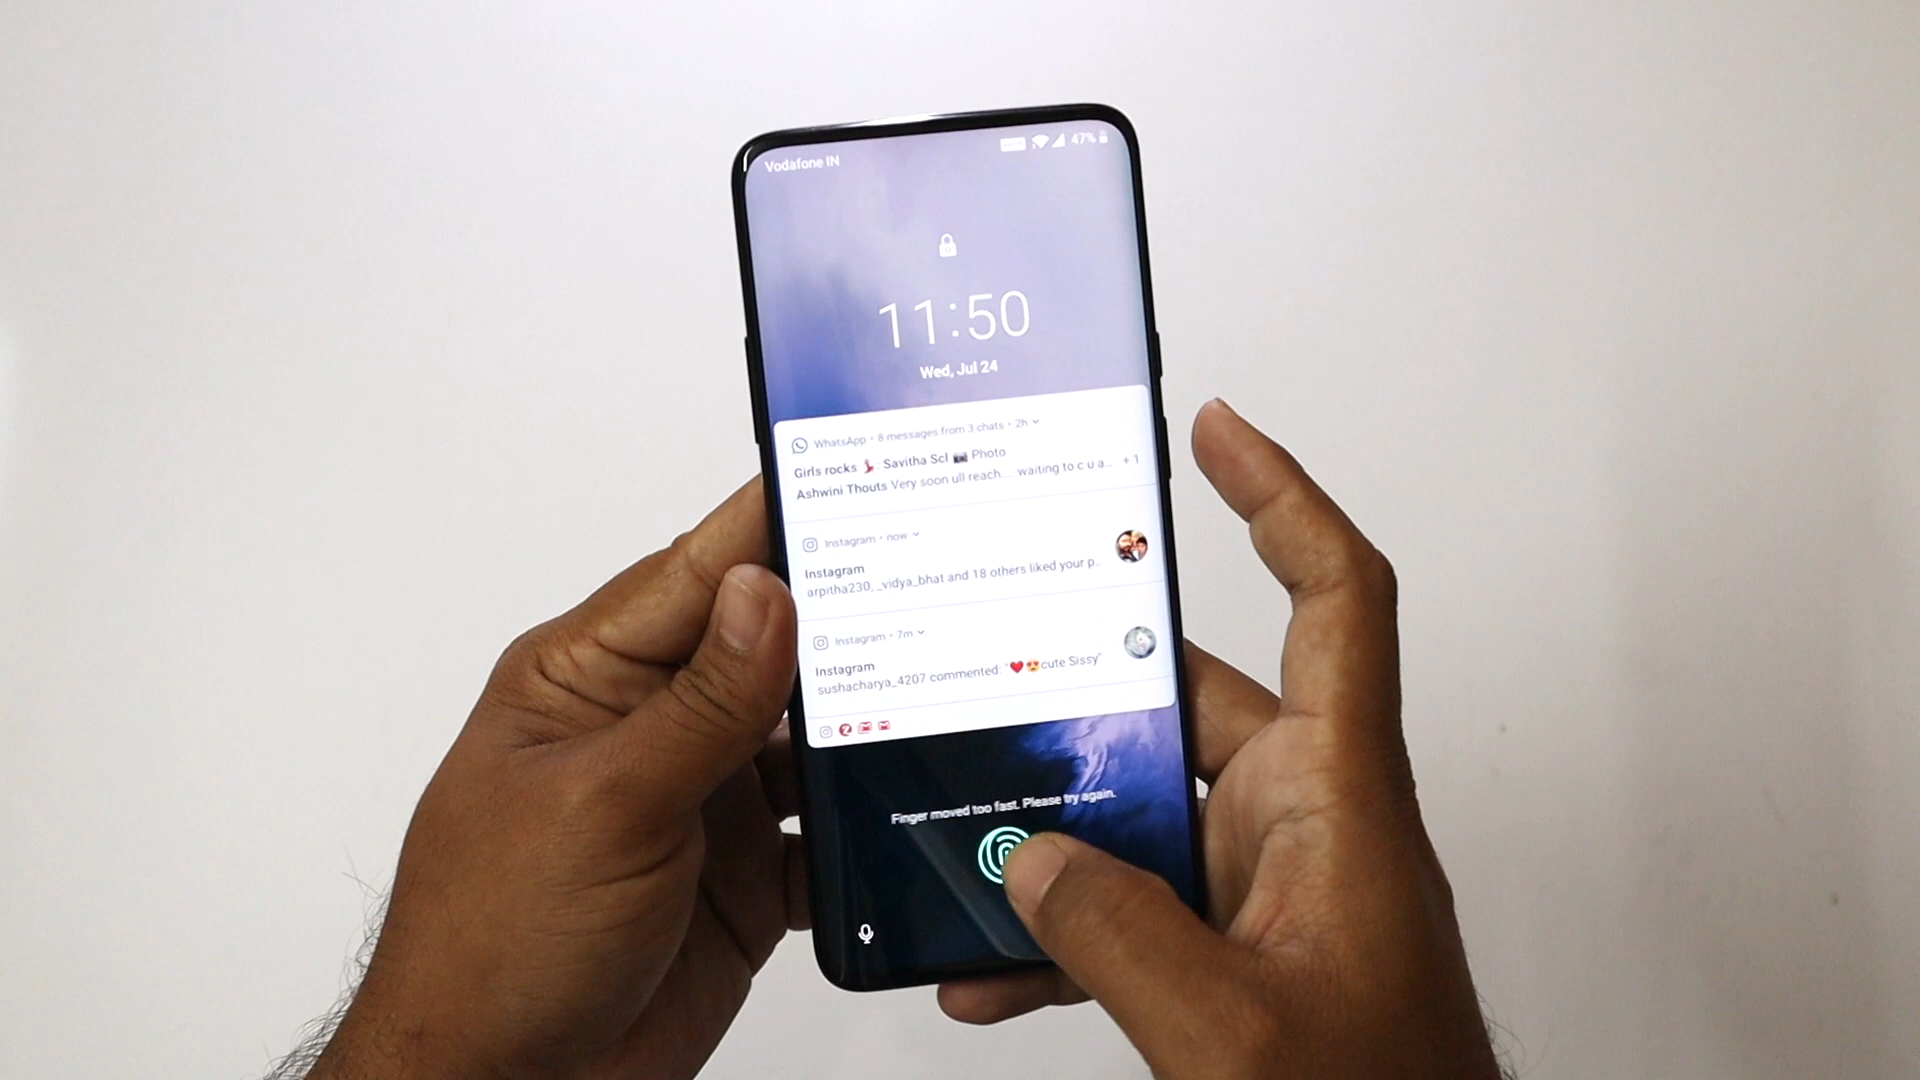 Vodafone IN
47%
11:50
Wed, Jul 24
WhatsApp • 8 messages from 3 chats • 2h
Girls rocks 💃: Savitha Scl 📷 Photo
Ashwini Thouts Very soon ull reach.... waiting to c u a... +1
Instagram • now
Instagram
arpitha230, _vidya_bhat and 18 others liked your p...
Instagram • 7m
Instagram
sushacharya_4207 commented: "❤️😍cute Sissy"
Finger moved too fast. Please try again.